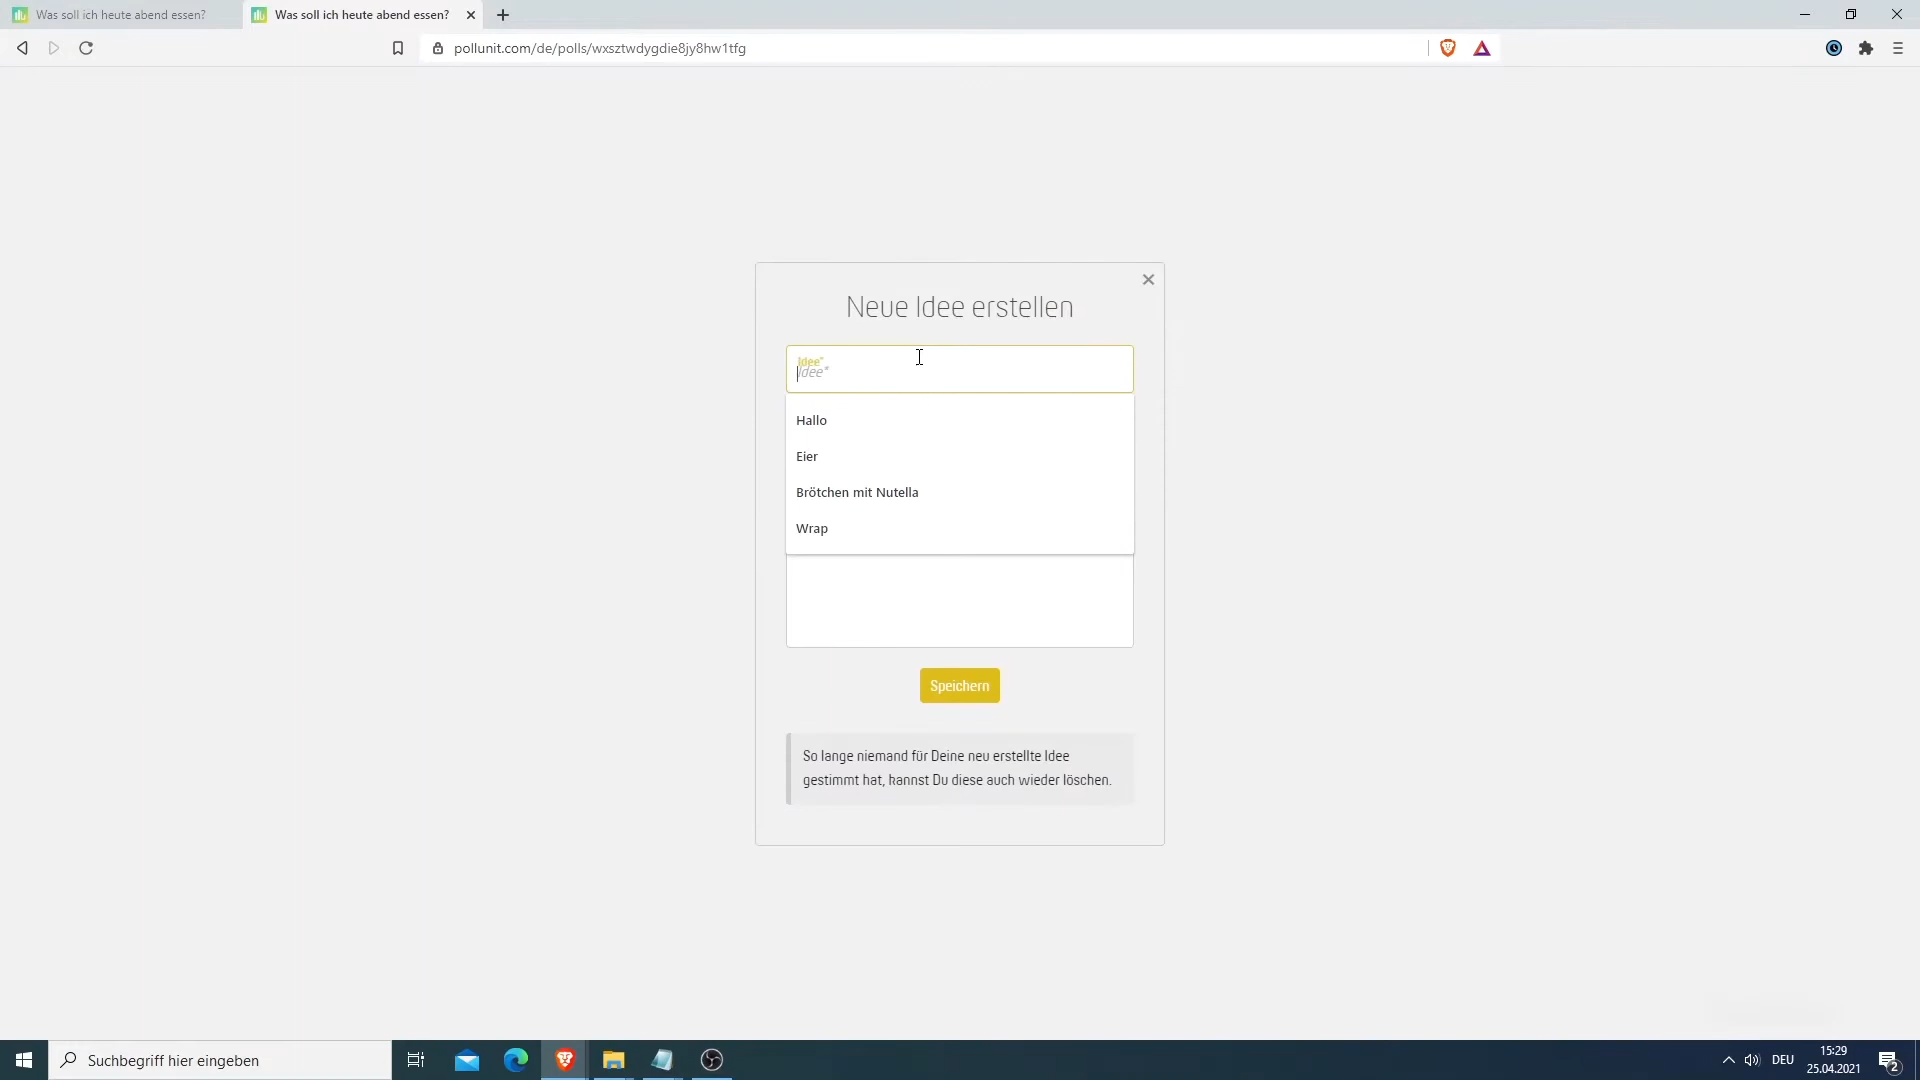 Was soll ich heute abend essen?
Was soll ich heute abend essen?
pollunit.com/de/polls/wxsztwdygdie8jy8hw1tfg
Neue Idee erstellen
Idee*
Idee*
Hallo
Eier
Brötchen mit Nutella
Wrap
Speichern
So lange niemand für Deine neu erstellte Idee
gestimmt hat, kannst Du diese auch wieder löschen.
Suchbegriff hier eingeben
DEU
15:29
25.04.2021
2